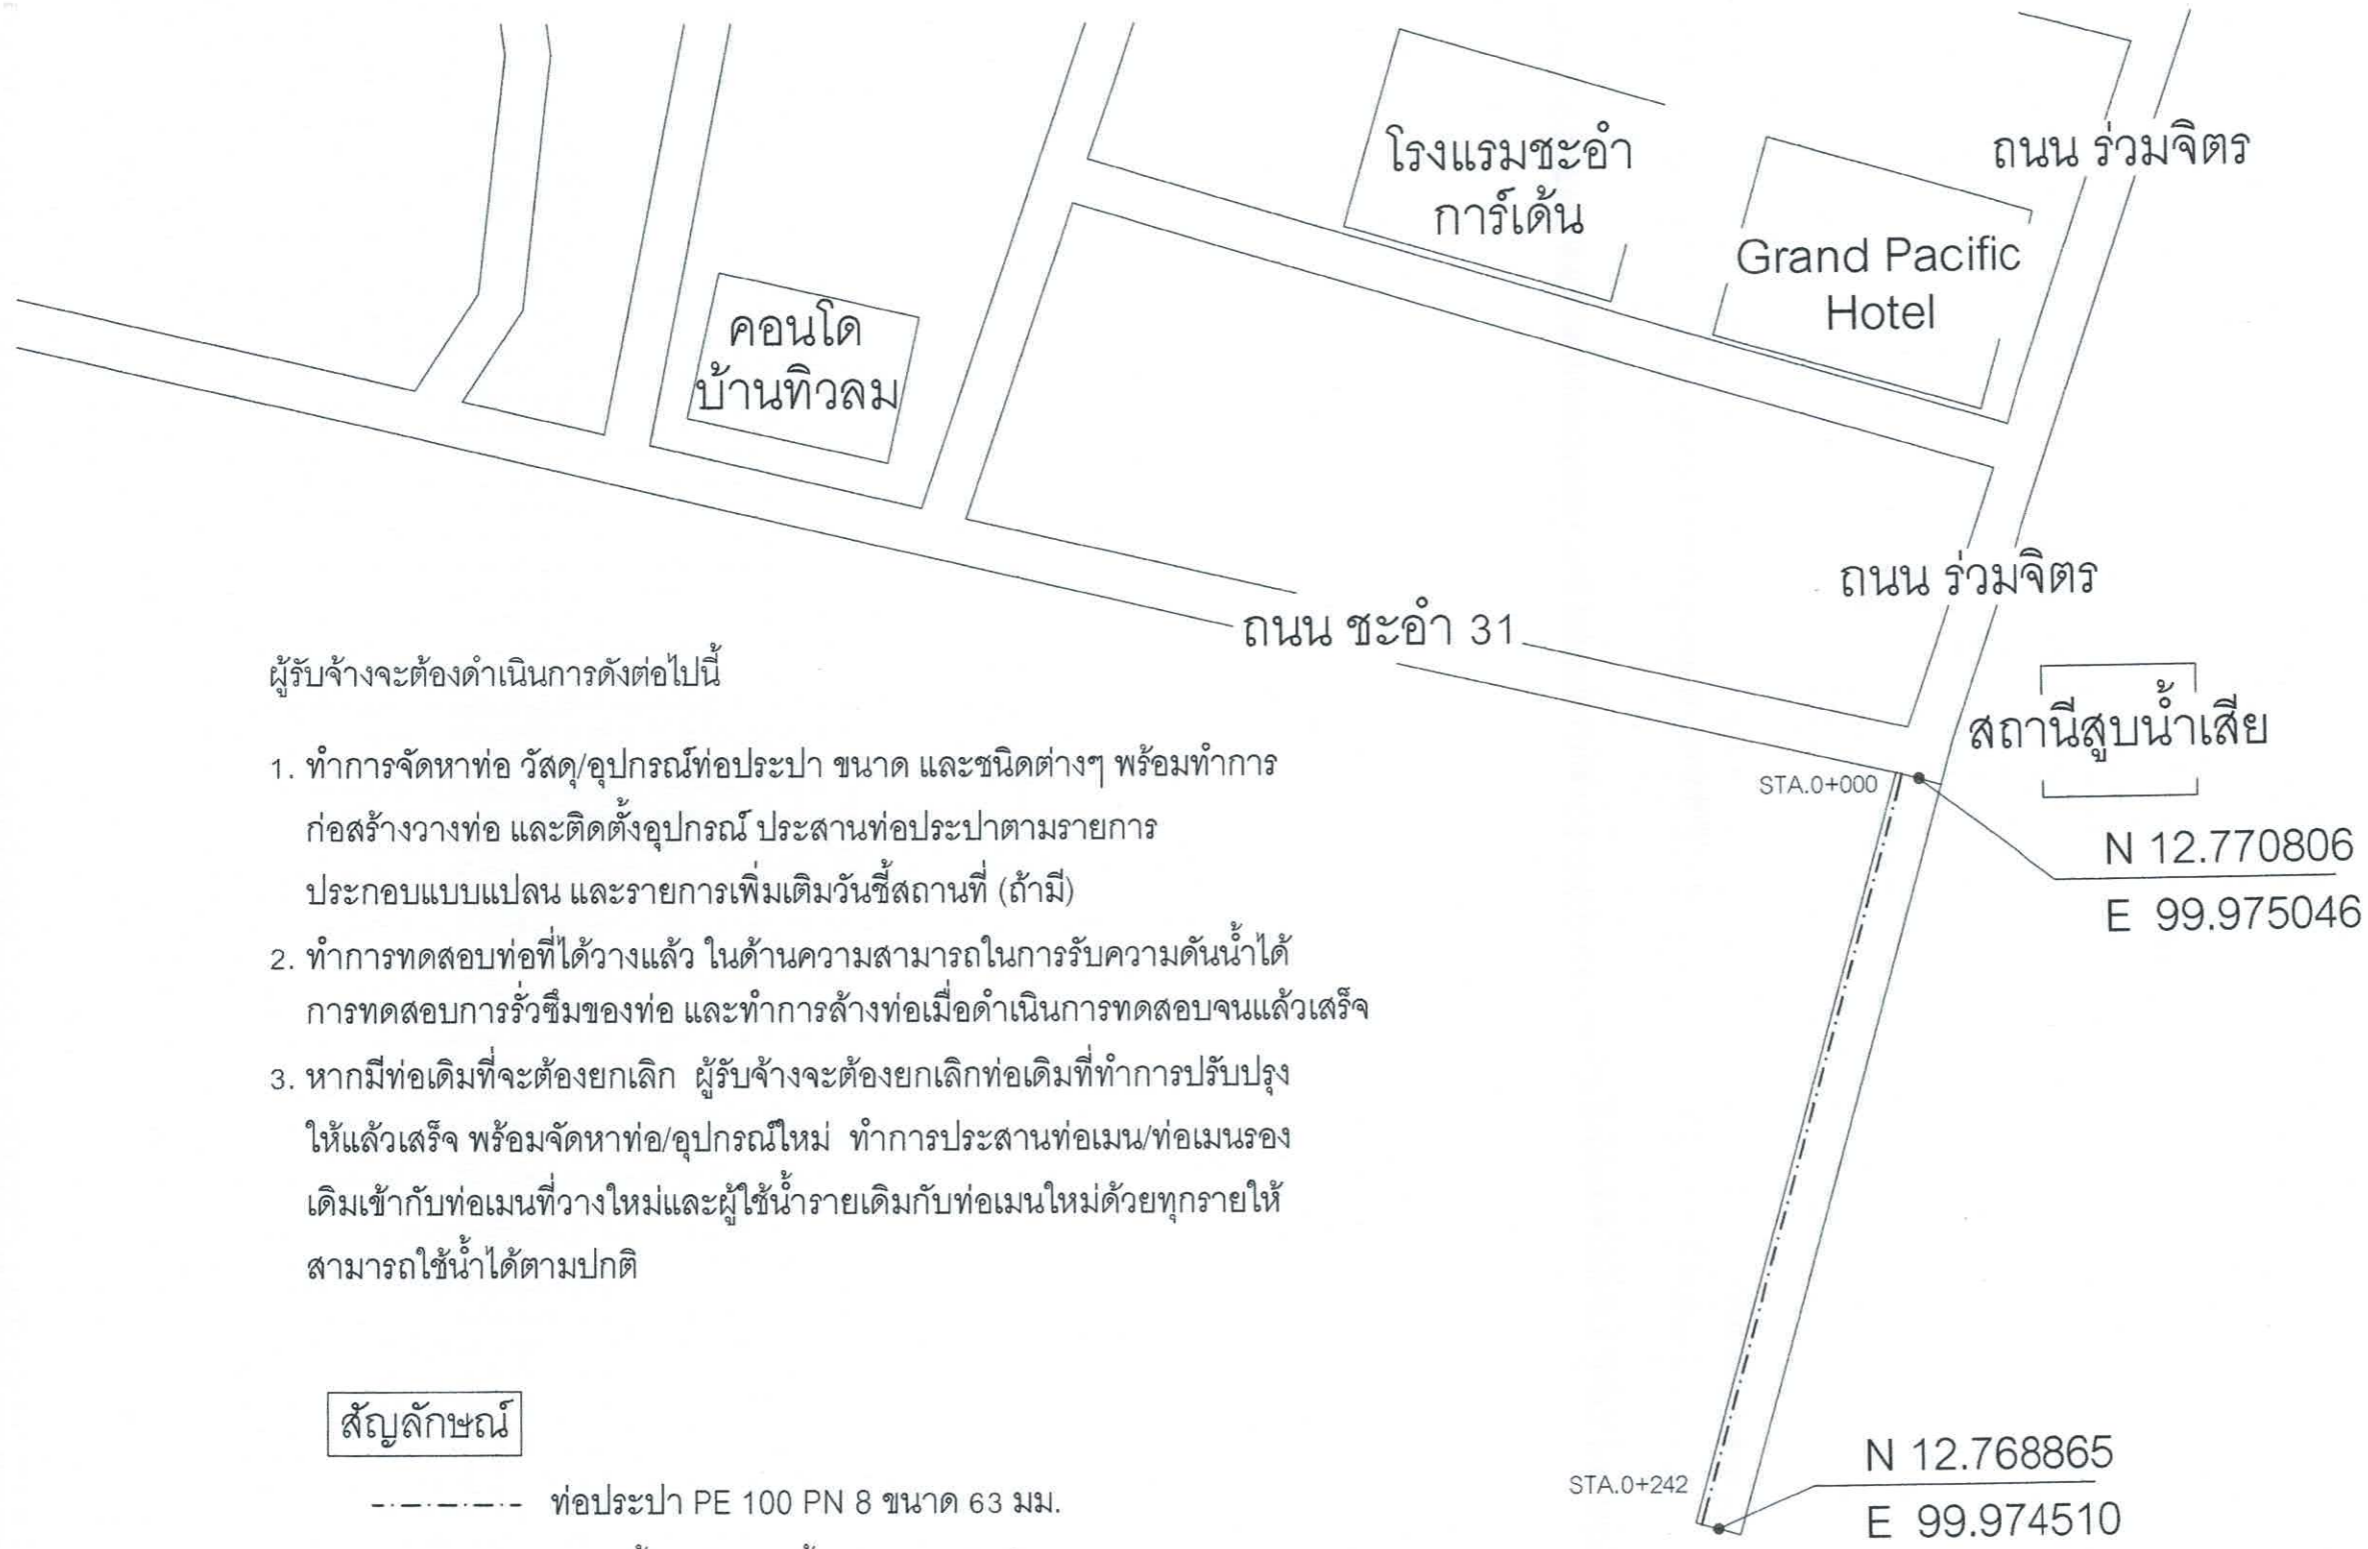 โรงแรมชะอำ
การ์เด้น
ถนน ร่วมจิตร
Grand Pacific
Hotel
คอนโด
บ้านทิวลม
ถนน ร่วมจิตร
ถนน ชะอำ 31
สถานีสูบน้ำเสีย
STA.0+000
N 12.770806
E 99.975046
ผู้รับจ้างจะต้องดำเนินการดังต่อไปนี้
1. ทำการจัดหาท่อ วัสดุ/อุปกรณ์ท่อประปา ขนาด และชนิดต่างๆ พร้อมทำการ
ก่อสร้างวางท่อ และติดตั้งอุปกรณ์ ประสานท่อประปาตามรายการ
ประกอบแบบแปลน และรายการเพิ่มเติมวันชี้สถานที่ (ถ้ามี)
2. ทำการทดสอบท่อที่ได้วางแล้ว ในด้านความสามารถในการรับความดันน้ำได้
การทดสอบการรั่วซึมของท่อ และทำการล้างท่อเมื่อดำเนินการทดสอบจนแล้วเสร็จ
3. หากมีท่อเดิมที่จะต้องยกเลิก ผู้รับจ้างจะต้องยกเลิกท่อเดิมที่ทำการปรับปรุง
ให้แล้วเสร็จ พร้อมจัดหาท่อ/อุปกรณ์ใหม่ ทำการประสานท่อเมน/ท่อเมนรอง
เดิมเข้ากับท่อเมนที่วางใหม่และผู้ใช้น้ำรายเดิมกับท่อเมนใหม่ด้วยทุกรายให้
สามารถใช้น้ำได้ตามปกติ
สัญลักษณ์
ท่อประปา PE 100 PN 8 ขนาด 63 มม.
STA.0+242
N 12.768865
E 99.974510